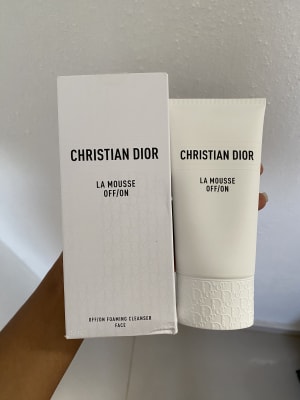 CHRISTIAN DIOR
LA MOUSSE
OFF/ON
OFF/ON FOAMING CLEANSER
FACE
CHRISTIAN DIOR
LA MOUSSE
OFF/ON